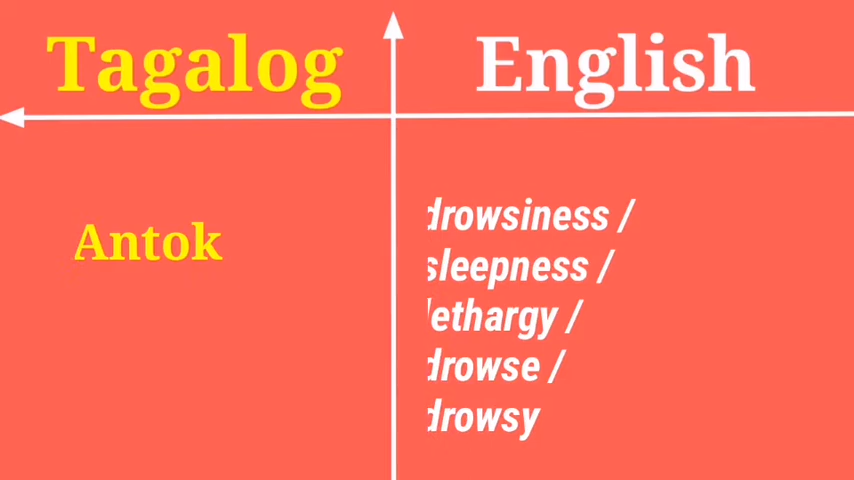 Tagalog
English
Antok
drowsiness /
sleepness /
lethargy /
drowse /
drowsy